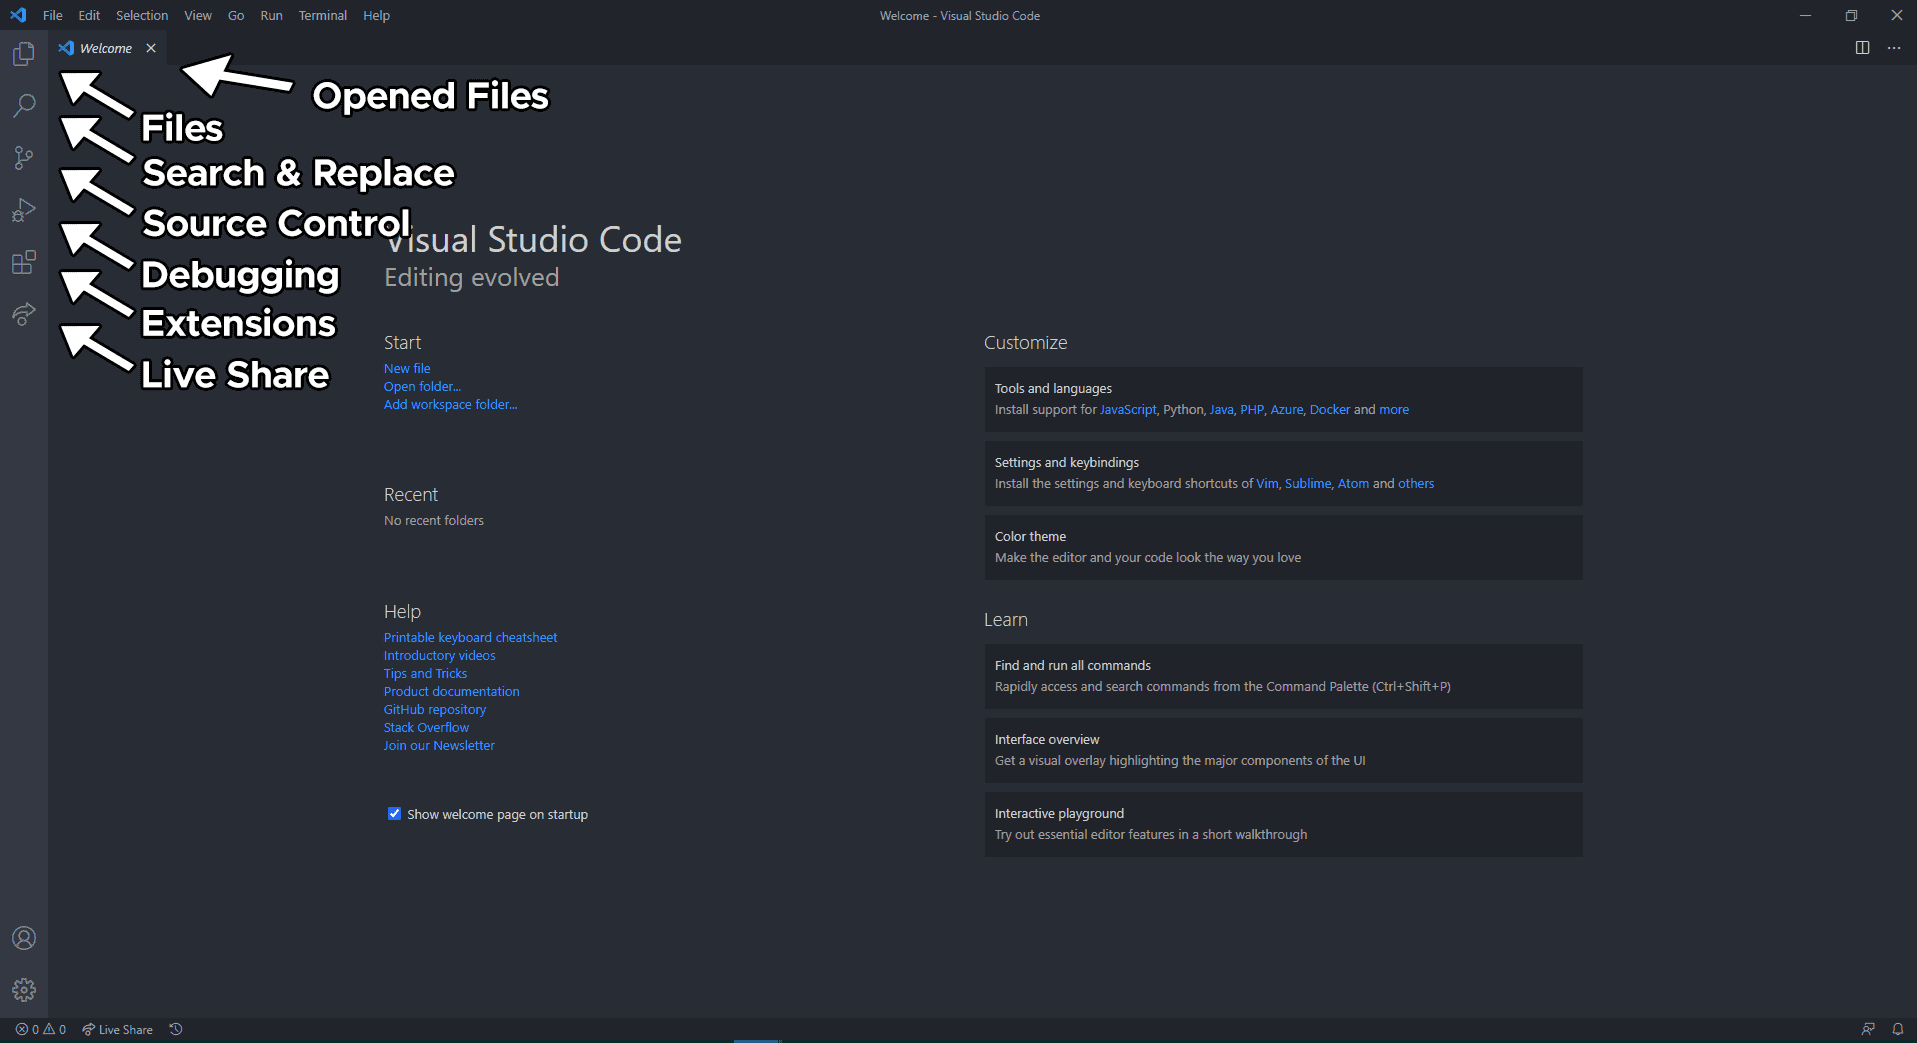 File Edit Selection View Go Run Terminal Help
Welcome - Visual Studio Code
Welcome
Opened Files
Files
Search & Replace
Source Control
Debugging
Extensions
Live Share
Visual Studio Code
Editing evolved
Start
New file
Open folder...
Add workspace folder...
Recent
No recent folders
Help
Printable keyboard cheatsheet
Introductory videos
Tips and Tricks
Product documentation
GitHub repository
Stack Overflow
Join our Newsletter
Show welcome page on startup
Customize
Tools and languages
Install support for JavaScript, Python, Java, PHP, Azure, Docker and more
Settings and keybindings
Install the settings and keyboard shortcuts of Vim, Sublime, Atom and others
Color theme
Make the editor and your code look the way you love
Learn
Find and run all commands
Rapidly access and search commands from the Command Palette (Ctrl+Shift+P)
Interface overview
Get a visual overlay highlighting the major components of the UI
Interactive playground
Try out essential editor features in a short walkthrough
0 0 Live Share